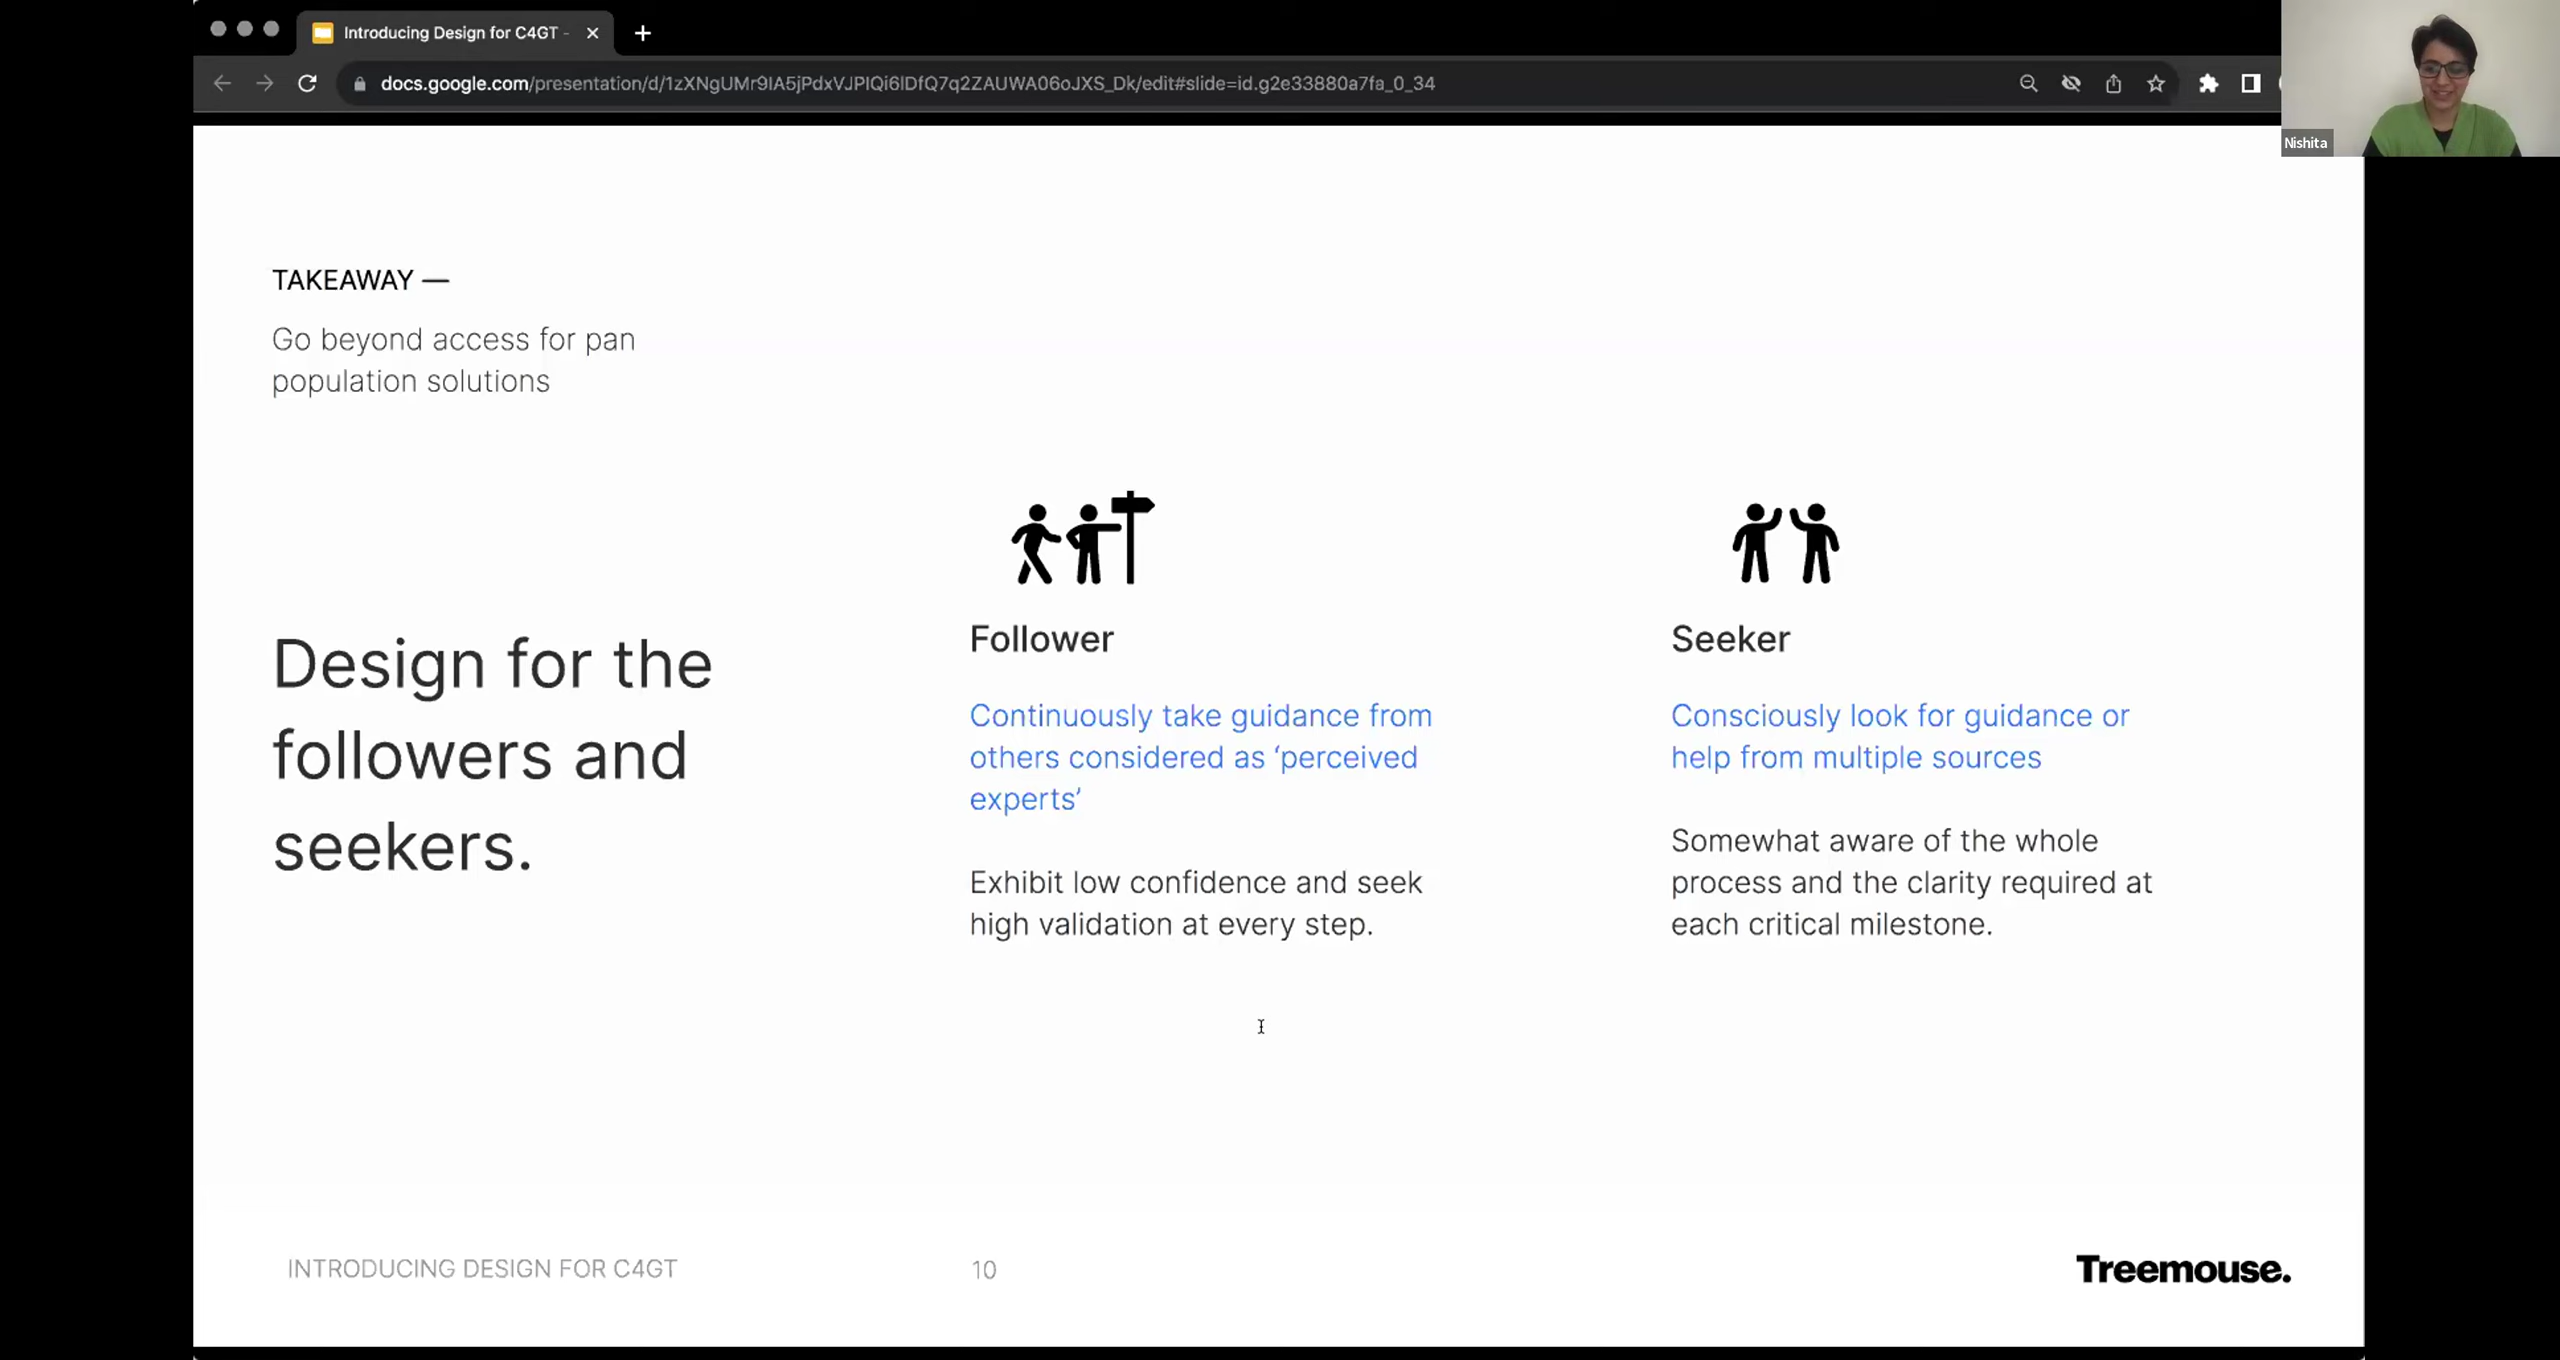 Introducing Design for C4GT -
docs.google.com/presentation/d/1zXNgUMr9IA5jPdxVJPIQi6lDfQ7q2ZAUWA06oJXS_Dk/edit#slide=id.g2e33880a7fa_0_34
Nishita
TAKEAWAY —
Go beyond access for pan
population solutions
Design for the
followers and
seekers.
Follower
Continuously take guidance from
others considered as ‘perceived
experts’
Exhibit low confidence and seek
high validation at every step.
Seeker
Consciously look for guidance or
help from multiple sources
Somewhat aware of the whole
process and the clarity required at
each critical milestone.
INTRODUCING DESIGN FOR C4GT
10
Treemouse.